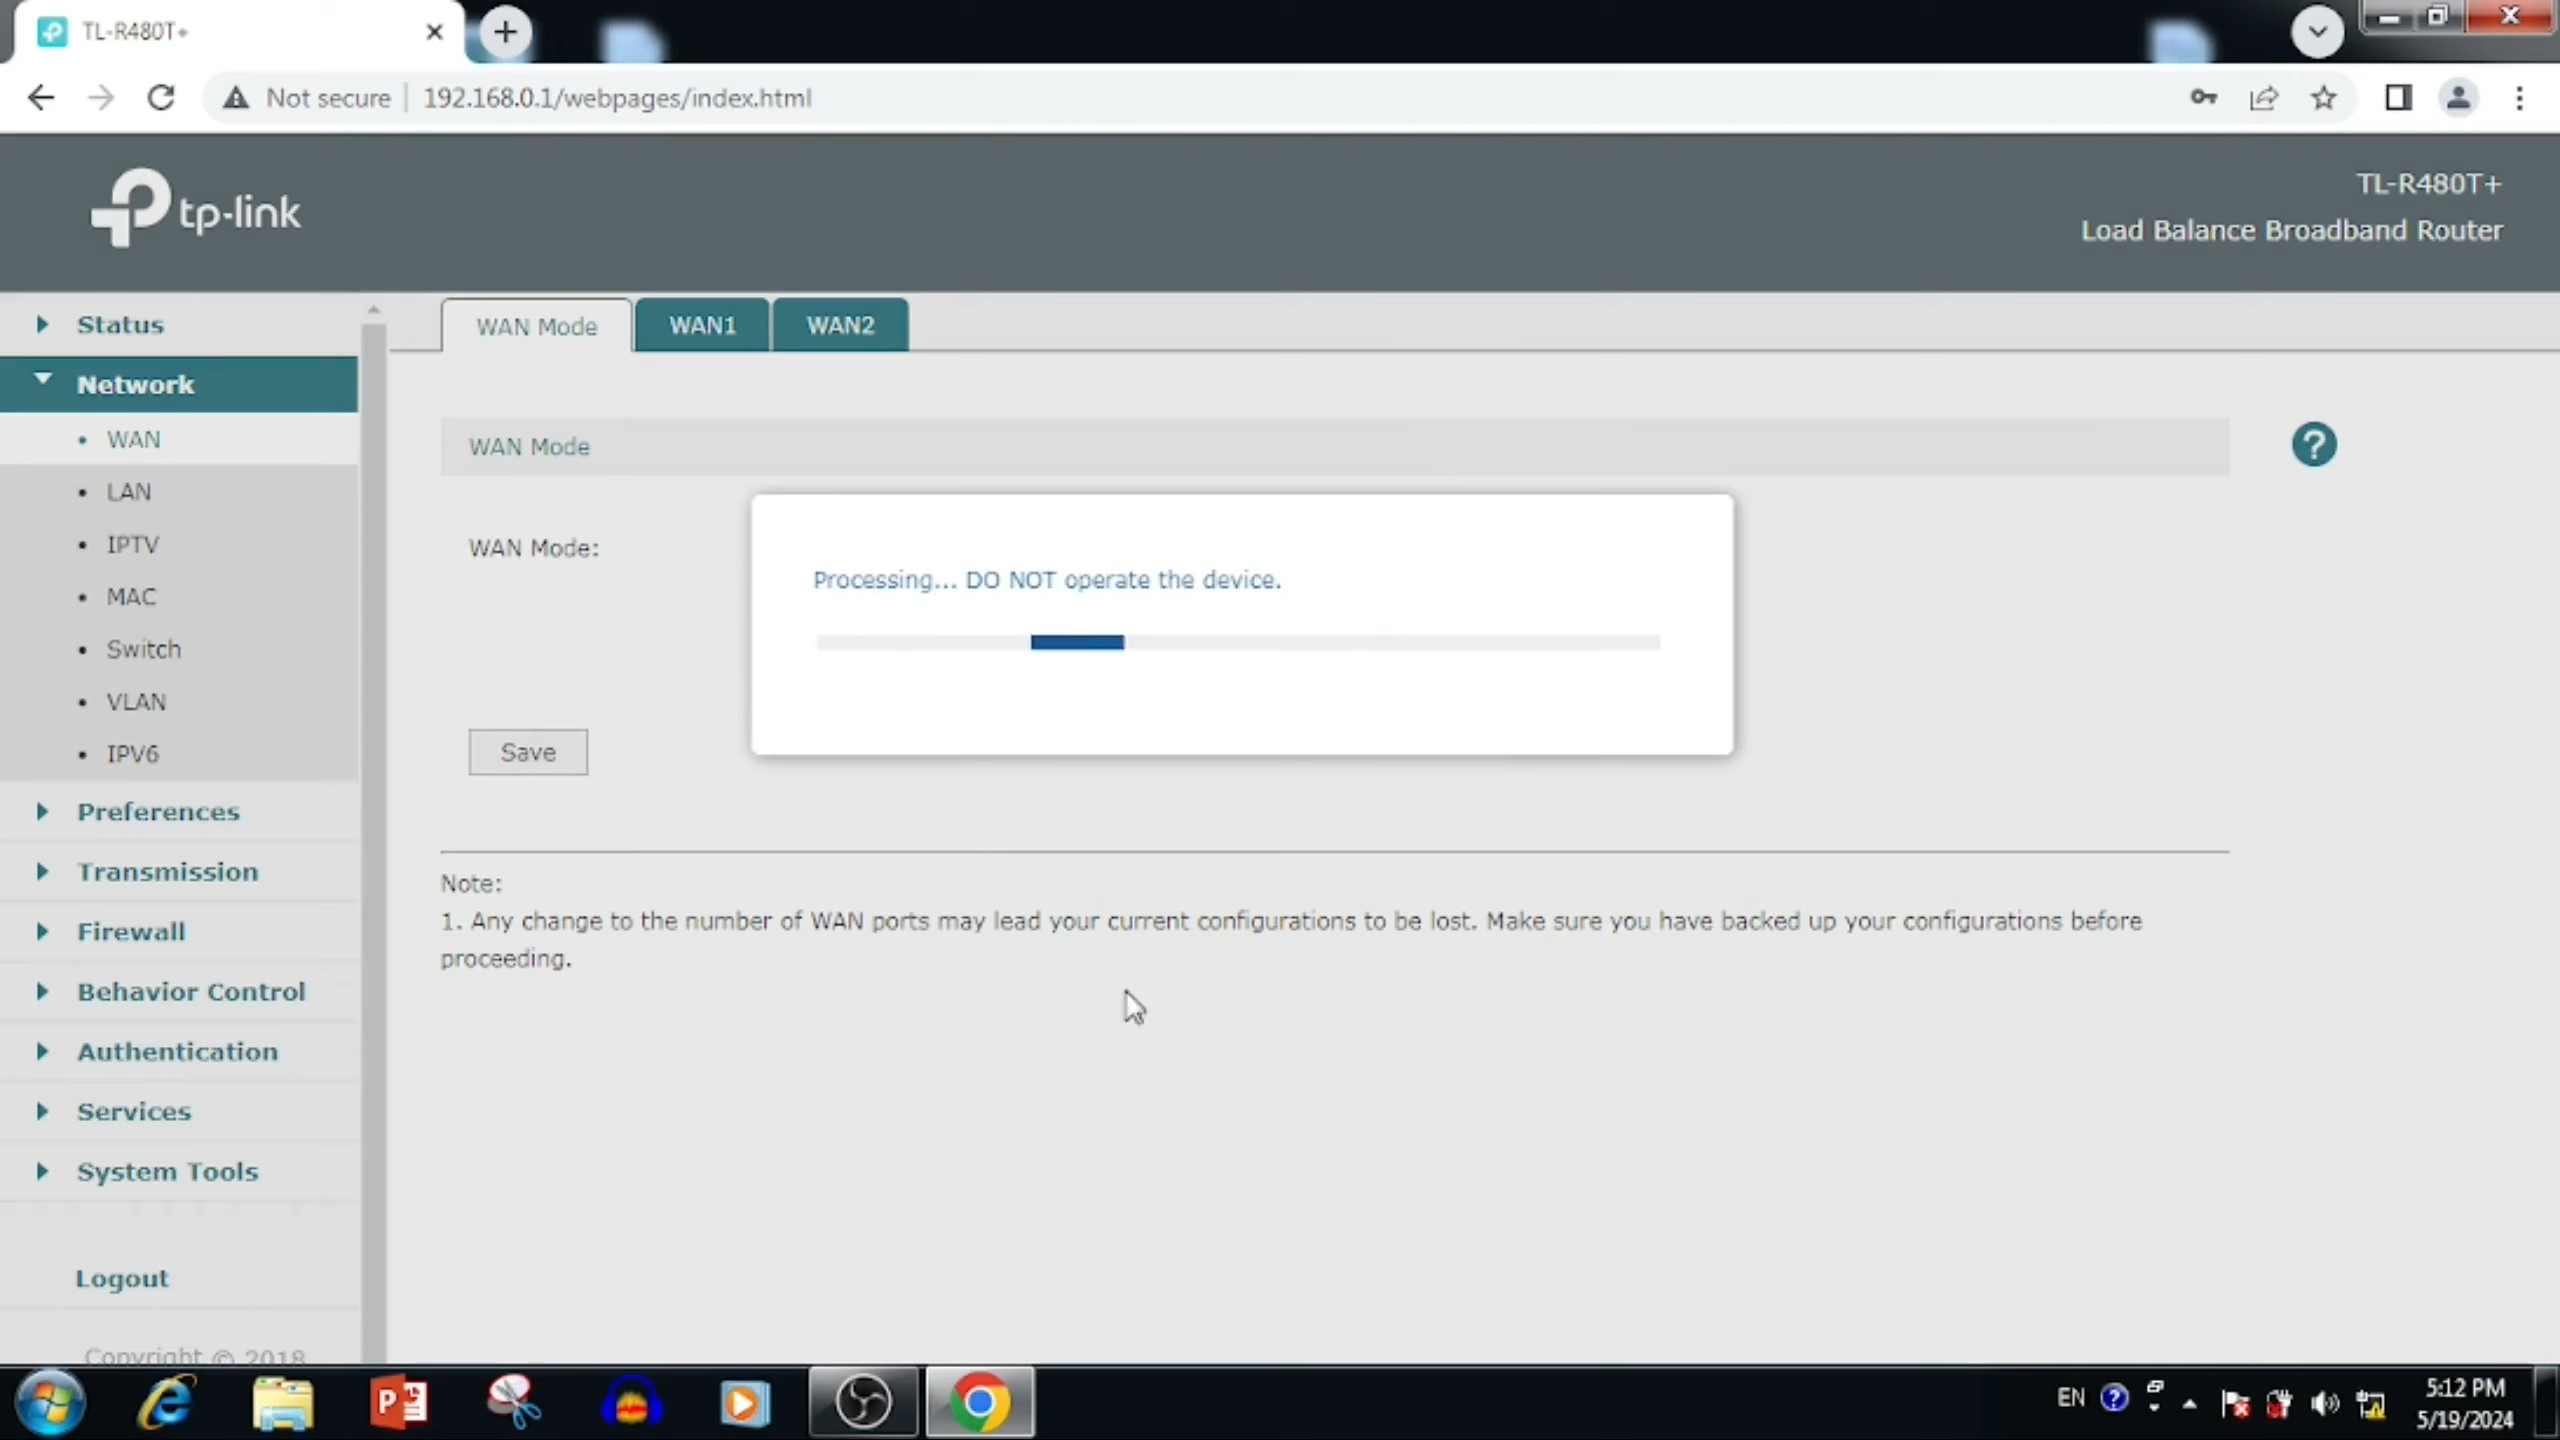 TL-R480T+
Not secure
192.168.0.1/webpages/index.html
tp-link
TL-R480T+
Load Balance Broadband Router
Status
Network
WAN
LAN
IPTV
MAC
Switch
VLAN
IPV6
Preferences
Transmission
Firewall
Behavior Control
Authentication
Services
System Tools
Logout
Copyright © 2018
WAN Mode
WAN1
WAN2
WAN Mode
?
WAN Mode:
Processing... DO NOT operate the device.
Save
Note:
1. Any change to the number of WAN ports may lead your current configurations to be lost. Make sure you have backed up your configurations before
proceeding.
EN
5:12 PM
5/19/2024